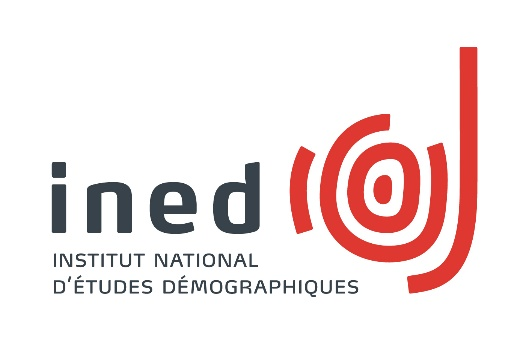 ined
INSTITUT NATIONAL
D'ÉTUDES DÉMOGRAPHIQUES